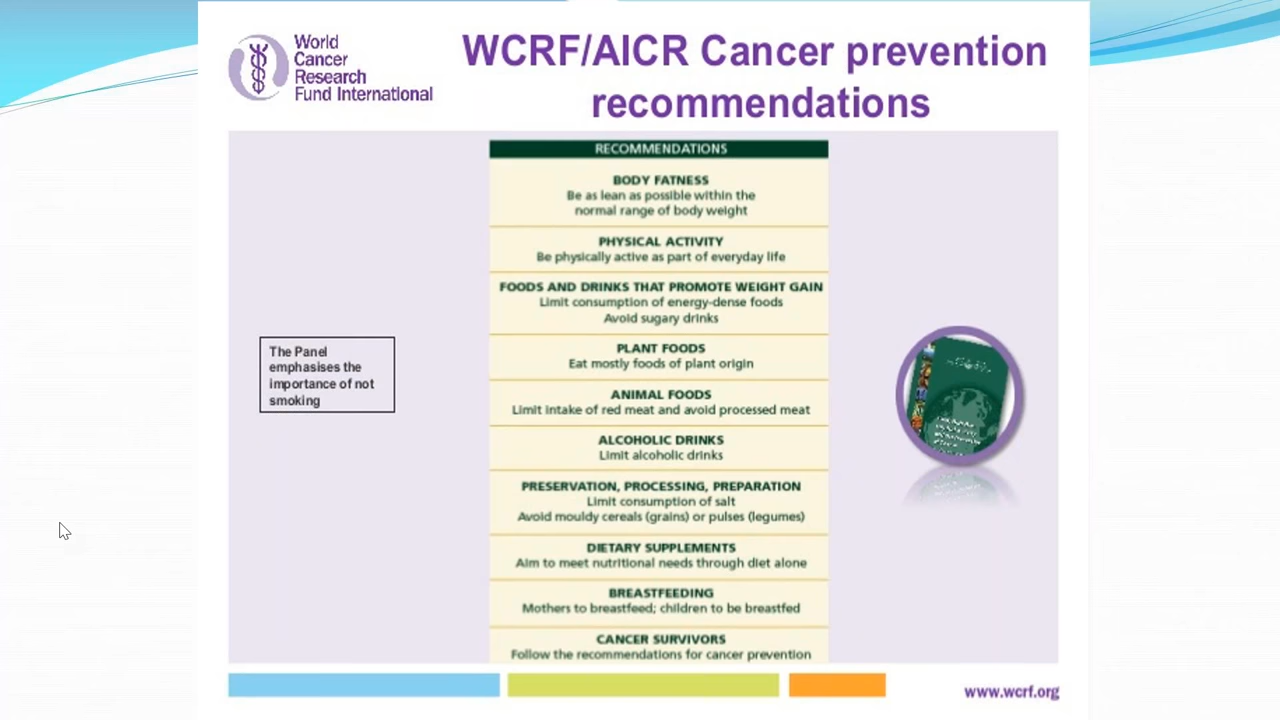 World
Cancer
Research
Fund International
WCRF/AICR Cancer prevention
recommendations
RECOMMENDATIONS
BODY FATNESS
Be as lean as possible within the
normal range of body weight
PHYSICAL ACTIVITY
Be physically active as part of everyday life
FOODS AND DRINKS THAT PROMOTE WEIGHT GAIN
Limit consumption of energy-dense foods
Avoid sugary drinks
PLANT FOODS
Eat mostly foods of plant origin
ANIMAL FOODS
Limit intake of red meat and avoid processed meat
ALCOHOLIC DRINKS
Limit alcoholic drinks
PRESERVATION, PROCESSING, PREPARATION
Limit consumption of salt
Avoid mouldy cereals (grains) or pulses (legumes)
DIETARY SUPPLEMENTS
Aim to meet nutritional needs through diet alone
BREASTFEEDING
Mothers to breastfeed; children to be breastfed
CANCER SURVIVORS
Follow the recommendations for cancer prevention
The Panel
emphasises the
importance of not
smoking
www.wcrf.org